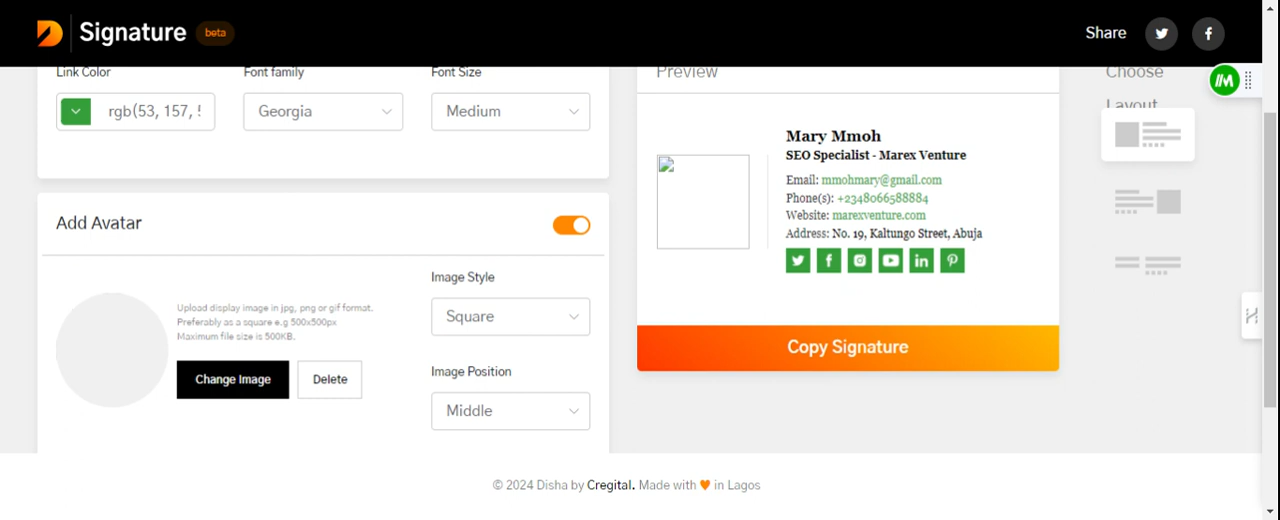 Signature beta
Share
Link Color
Font family
Font Size
rgb(53, 157, !
Georgia
Medium
Add Avatar
Upload display image in jpg, png or gif format.
Preferably as a square e.g 500x500px
Maximum file size is 500KB.
Change Image
Delete
Image Style
Square
Image Position
Middle
Preview
Mary Mmoh
SEO Specialist - Marex Venture
Email: mmohmary@gmail.com
Phone(s): +2348066588884
Website: marexventure.com
Address: No. 19, Kaltungo Street, Abuja
Copy Signature
Choose
Layout
© 2024 Disha by Cregital. Made with 🧡 in Lagos